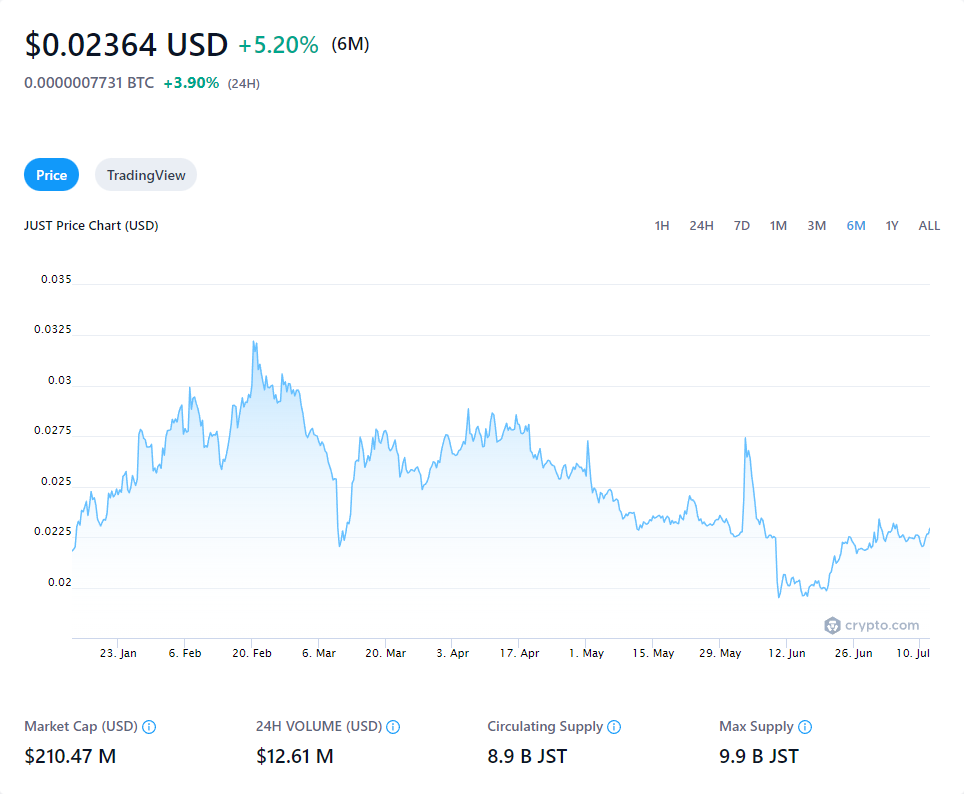 $0.02364 USD +5.20% (6M)
0.0000007731 BTC +3.90% (24H)
Price TradingView
JUST Price Chart (USD) 1H 24H 7D 1M 3M 6M 1Y ALL
0.035
0.0325
0.03
0.0275
0.025
0.0225
0.02
crypto.com
23. Jan 6. Feb 20. Feb 6. Mar 20. Mar 3. Apr 17. Apr 1. May 15. May 29. May 12. Jun 26. Jun 10. Jul
Market Cap (USD) 24H VOLUME (USD) Circulating Supply Max Supply
$210.47 M $12.61 M 8.9 B JST 9.9 B JST